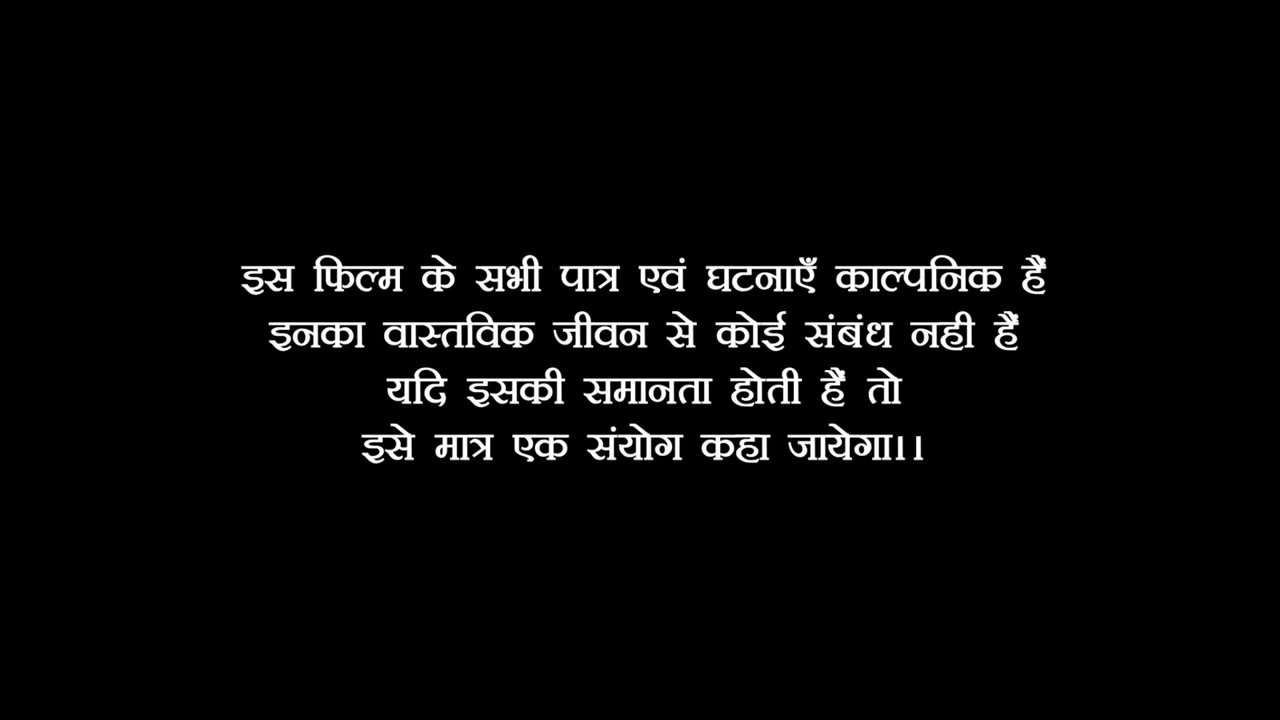 इस फिल्म के सभी पात्र एवं घटनाएँ काल्पनिक हैं
इनका वास्तविक जीवन से कोई संबंध नही हैं
यदि इसकी समानता होती हैं तो
इसे मात्र एक संयोग कहा जायेगा।।